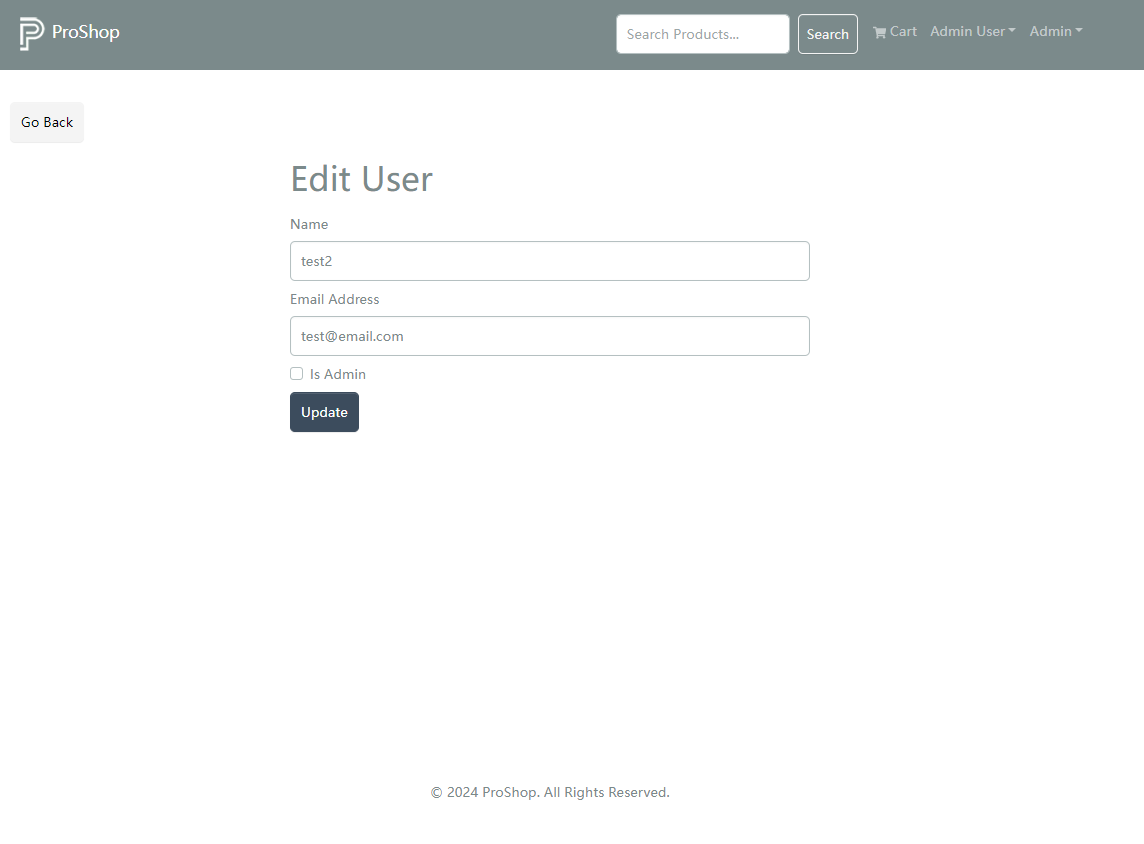 ProShop
Search Products...
Search
Cart
Admin User
Admin
Go Back
Edit User
Name
test2
Email Address
test@email.com
Is Admin
Update
© 2024 ProShop. All Rights Reserved.